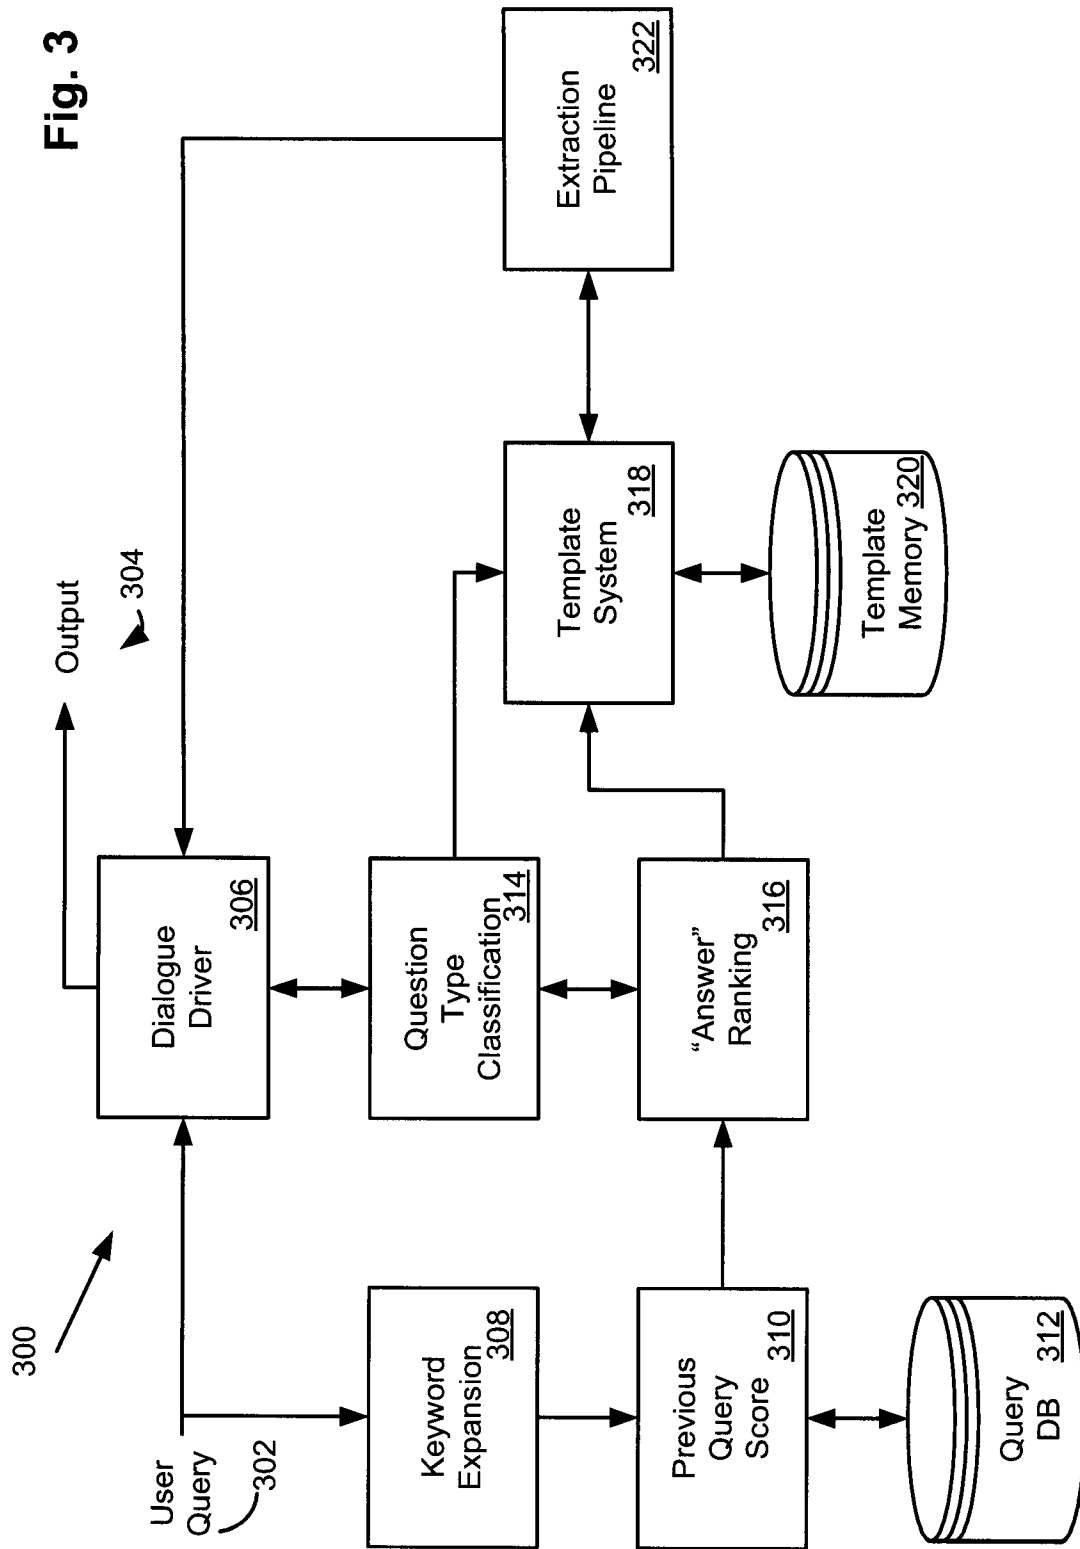 Fig. 3
300
User
Query
302
Output
304
Dialogue
Driver
306
Keyword
Expansion
308
Question
Type
Classification
314
Previous
Query
Score
310
“Answer”
Ranking
316
Template
System
318
Extraction
Pipeline
322
Query
DB
312
Template
Memory 320